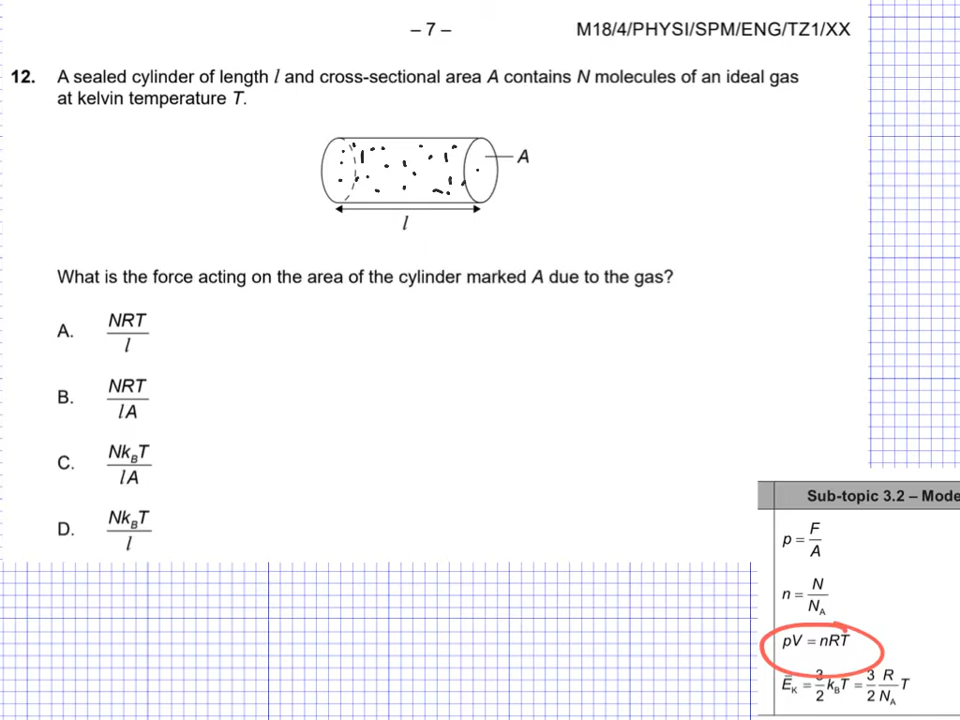 – 7 –
M18/4/PHYSI/SPM/ENG/TZ1/XX
12. A sealed cylinder of length l and cross-sectional area A contains N molecules of an ideal gas
at kelvin temperature T.
A
l
What is the force acting on the area of the cylinder marked A due to the gas?
A. NRT
l
B. NRT
lA
C. Nk_BT
lA
D. Nk_BT
l
Sub-topic 3.2 – Mode
p = F/A
n = N/N_A
pV = nRT
Ē_K = 3/2 k_BT = 3/2 R/N_A T